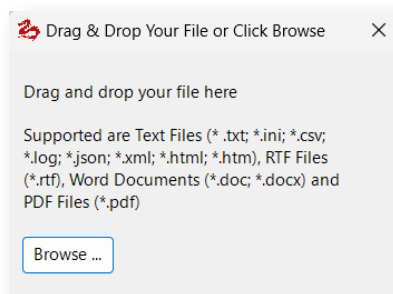 Drag & Drop Your File or Click Browse
Drag and drop your file here
Supported are Text Files (* .txt; *.ini; *.csv;
*.log; *.json; *.xml; *.html; *.htm), RTF Files
(*.rtf), Word Documents (*.doc; *.docx) and
PDF Files (*.pdf)
Browse ...